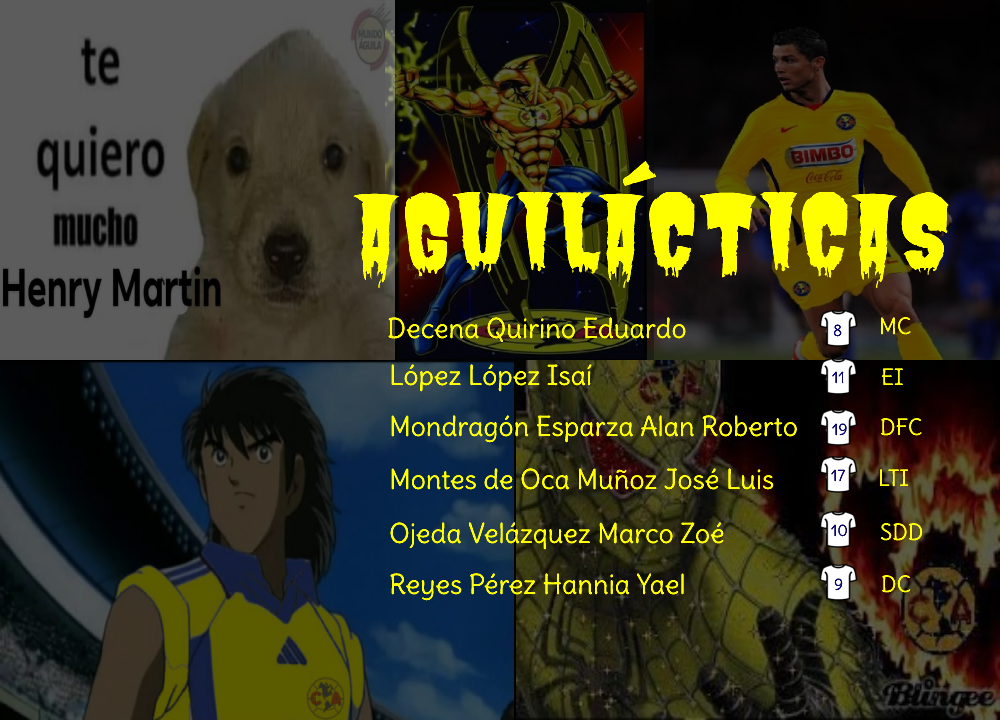 te
quiero
mucho
Henry Martin
MUNDO
ÁGUILA
BIMBO
Coca-Cola
AGUILÁCTICAS
Decena Quirino Eduardo 8 MC
López López Isaí 11 EI
Mondragón Esparza Alan Roberto 19 DFC
Montes de Oca Muñoz José Luis 17 LTI
Ojeda Velázquez Marco Zoé 10 SDD
Reyes Pérez Hannia Yael 9 DC
CA
Blingee